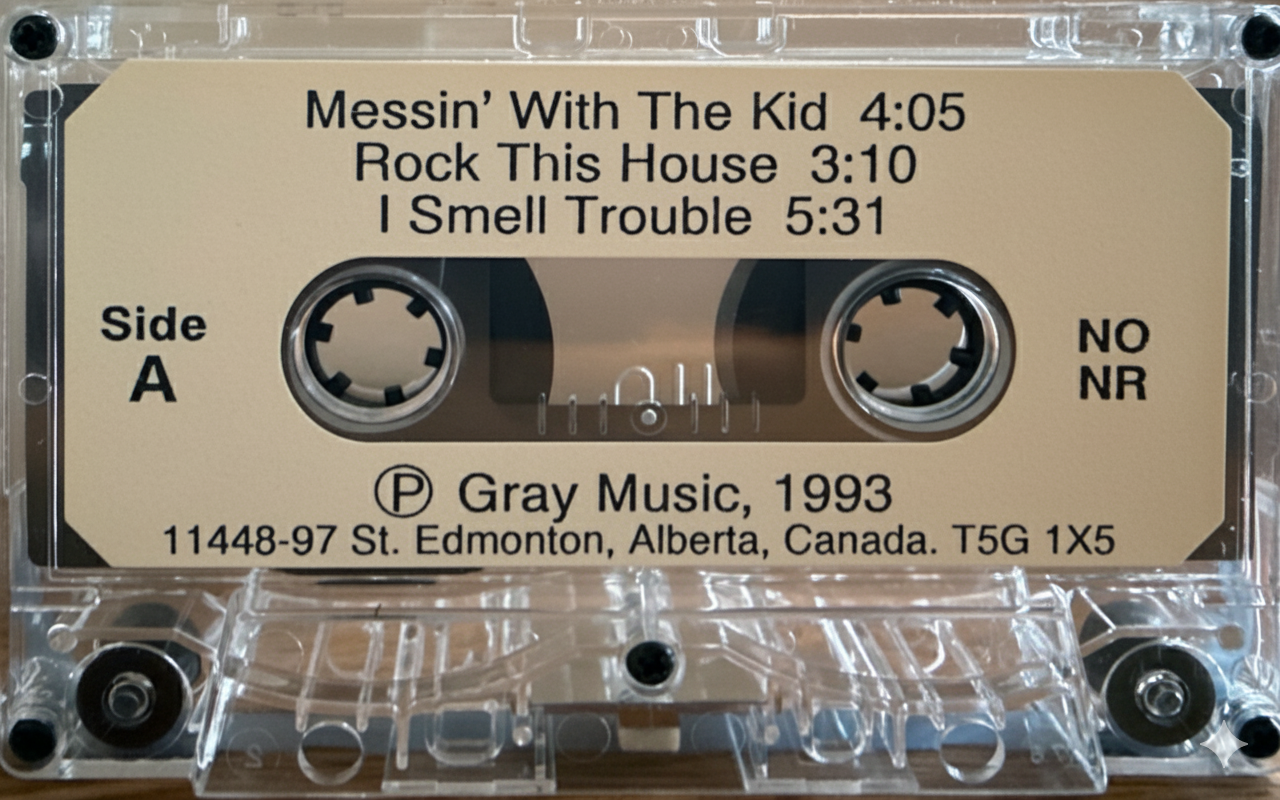 Messin’ With The Kid 4:05
Rock This House 3:10
I Smell Trouble 5:31
Side
A
NO
NR
Ⓟ Gray Music, 1993
11448-97 St. Edmonton, Alberta, Canada. T5G 1X5